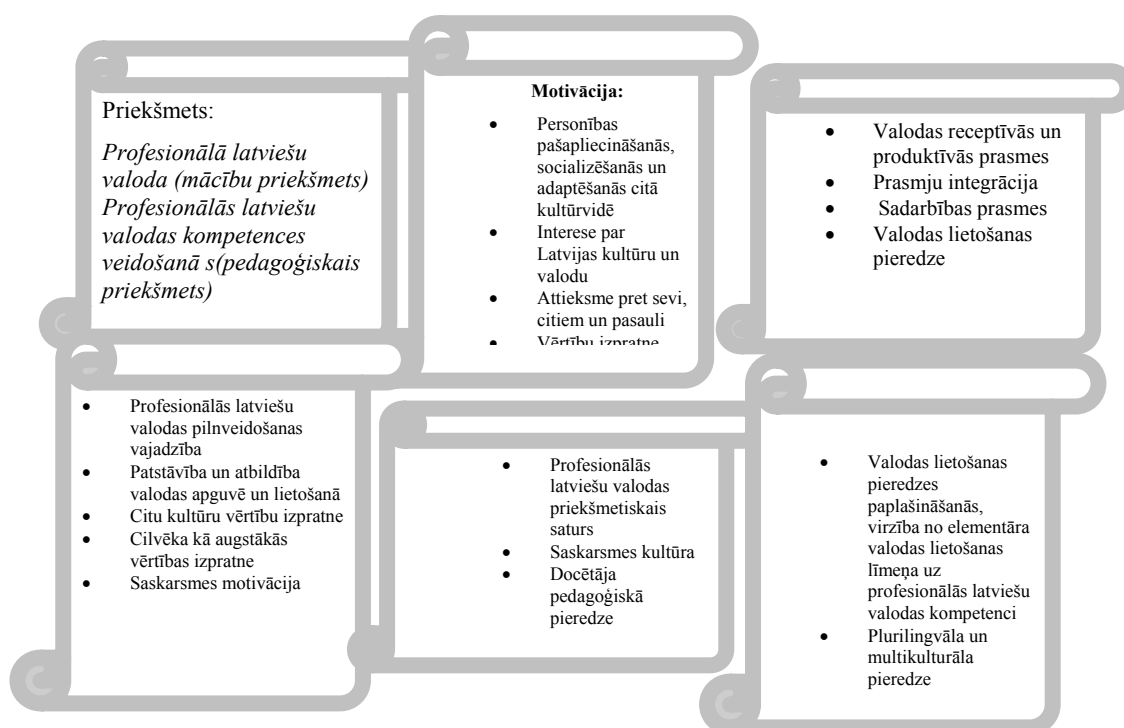 Priekšmets:
Profesionālā latviešu
valoda (mācību priekšmets)
Profesionālās latviešu
valodas kompetences
veidošanā s(pedagoģiskais
priekšmets)
Motivācija:
• Personības
pašapliecināšanās,
socializēšanās un
adaptēšanās citā
kultūrvidē
• Interese par
Latvijas kultūru un
valodu
• Attieksme pret sevi,
citiem un pasauli
• Vērtību izpratne
• Valodas receptīvās un
produktīvās prasmes
• Prasmju integrācija
• Sadarbības prasmes
• Valodas lietošanas
pieredze
• Profesionālās latviešu
valodas pilnveidošanas
vajadzība
• Patstāvība un atbildība
valodas apguvē un lietošanā
• Citu kultūru vērtību izpratne
• Cilvēka kā augstākās
vērtības izpratne
• Saskarsmes motivācija
• Profesionālās
latviešu valodas
priekšmetiskais
saturs
• Saskarsmes kultūra
• Docētāja
pedagoģiskā
pieredze
• Valodas lietošanas
pieredzes
paplašināšanās,
virzība no elementāra
valodas lietošanas
līmeņa uz
profesionālās latviešu
valodas kompetenci
• Plurilingvāla un
multikulturāla
pieredze